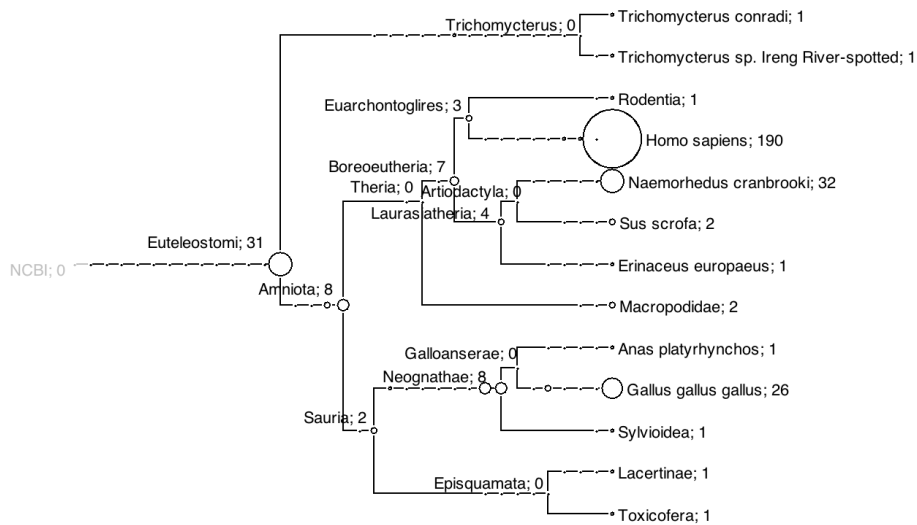 Trichomycterus conradi; 1
Trichomycterus; 0
Trichomycterus sp. Ireng River-spotted; 1
Rodentia; 1
Euarchontoglires; 3
Homo sapiens; 190
Boreoeutheria; 7
Naemorhedus cranbrooki; 32
Theria; 0
Artiodactyla; 0
Laurasiatheria; 4
Sus scrofa; 2
Euteleostomi; 31
NCBI; 0
Erinaceus europaeus; 1
Amniota; 8
Macropodidae; 2
Anas platyrhynchos; 1
Galloanserae; 0
Neognathae; 8
Gallus gallus gallus; 26
Sauria; 2
Sylvioidea; 1
Lacertinae; 1
Episquamata; 0
Toxicofera; 1